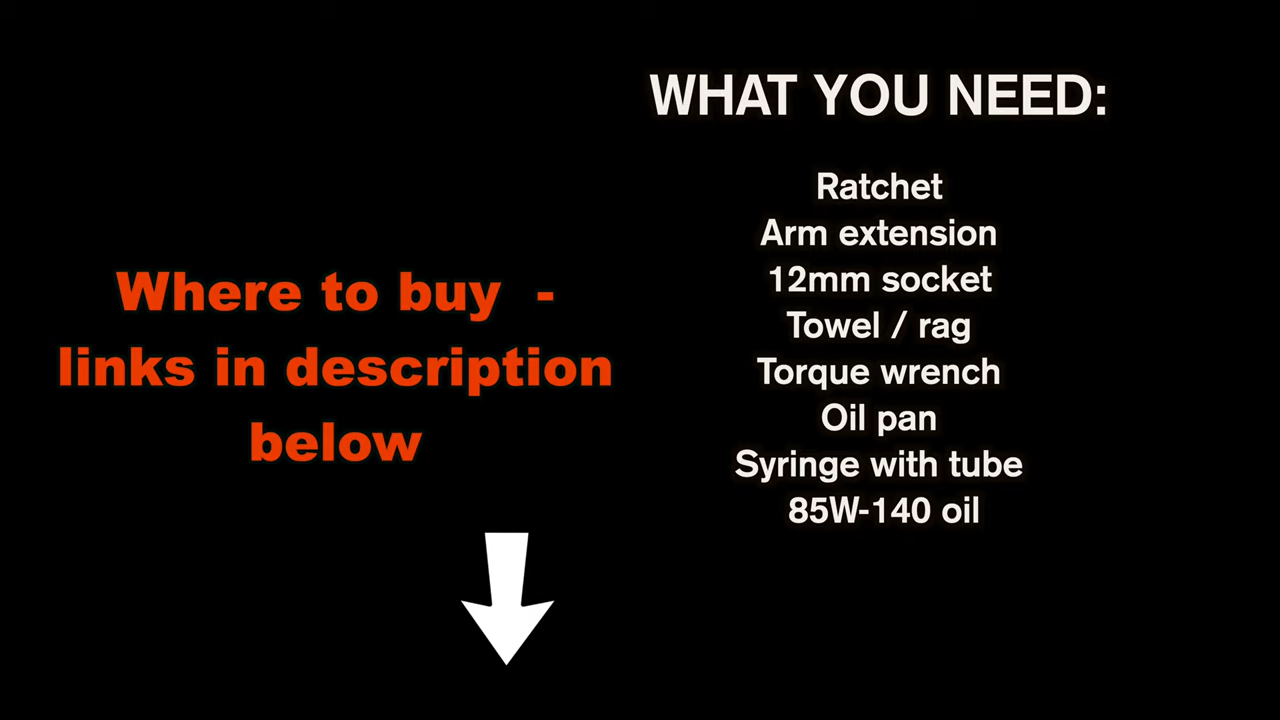 WHAT YOU NEED:
Ratchet
Arm extension
12mm socket
Towel / rag
Torque wrench
Oil pan
Syringe with tube
85W-140 oil
Where to buy  -
links in description
below